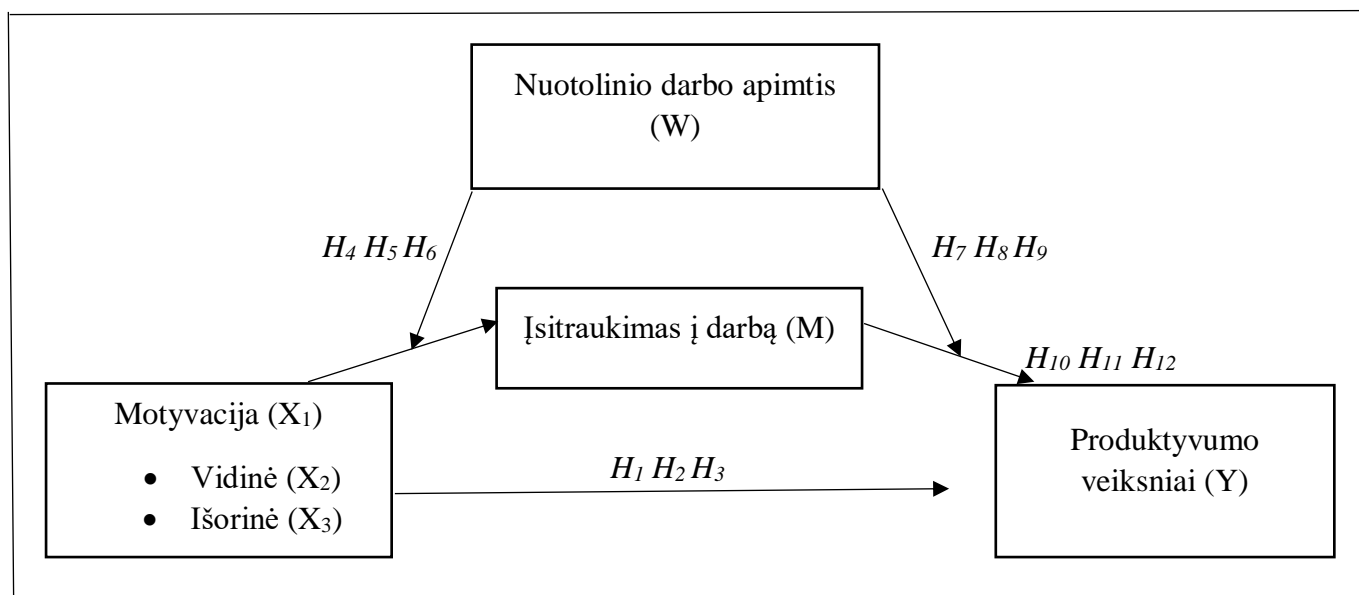 Nuotolinio darbo apimtis
(W)
H₄ H₅ H₆
H₇ H₈ H₉
Įsitraukimas į darbą (M)
H₁₀ H₁₁ H₁₂
Motyvacija (X₁)
• Vidinė (X₂)
• Išorinė (X₃)
H₁ H₂ H₃
Produktyvumo
veiksniai (Y)